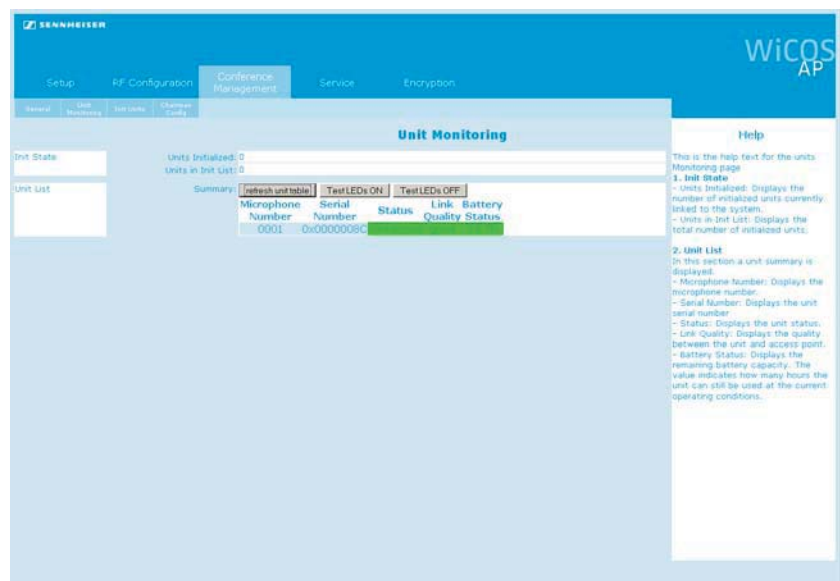 SENNHEISER
WiCOS
AP
Setup RF Configuration Conference Management Service Encryption
General Unit Monitoring Init Units Chairman Config
Unit Monitoring
Init State
Units Initialized: 0
Units in Init List: 0
Unit List
Summary: refresh unit table TestLEDs ON TestLEDs OFF
Microphone Number Serial Number Status Link Quality Battery Status
0001 0x0000008C
Help
This is the help text for the units
Monitoring page
1. Init State
- Units Initialized: Displays the
number of initialized units currently
linked to the system.
- Units in Init List: Displays the
total number of initialized units.
2. Unit List
In this section a unit summary is
displayed.
- Microphone Number: Displays the
microphone number.
- Serial Number: Displays the unit
serial number
- Status: Displays the unit status.
- Link Quality: Displays the quality
between the unit and access point.
- Battery Status: Displays the
remaining battery capacity. The
value indicates how many hours the
unit can still be used at the current
operating conditions.